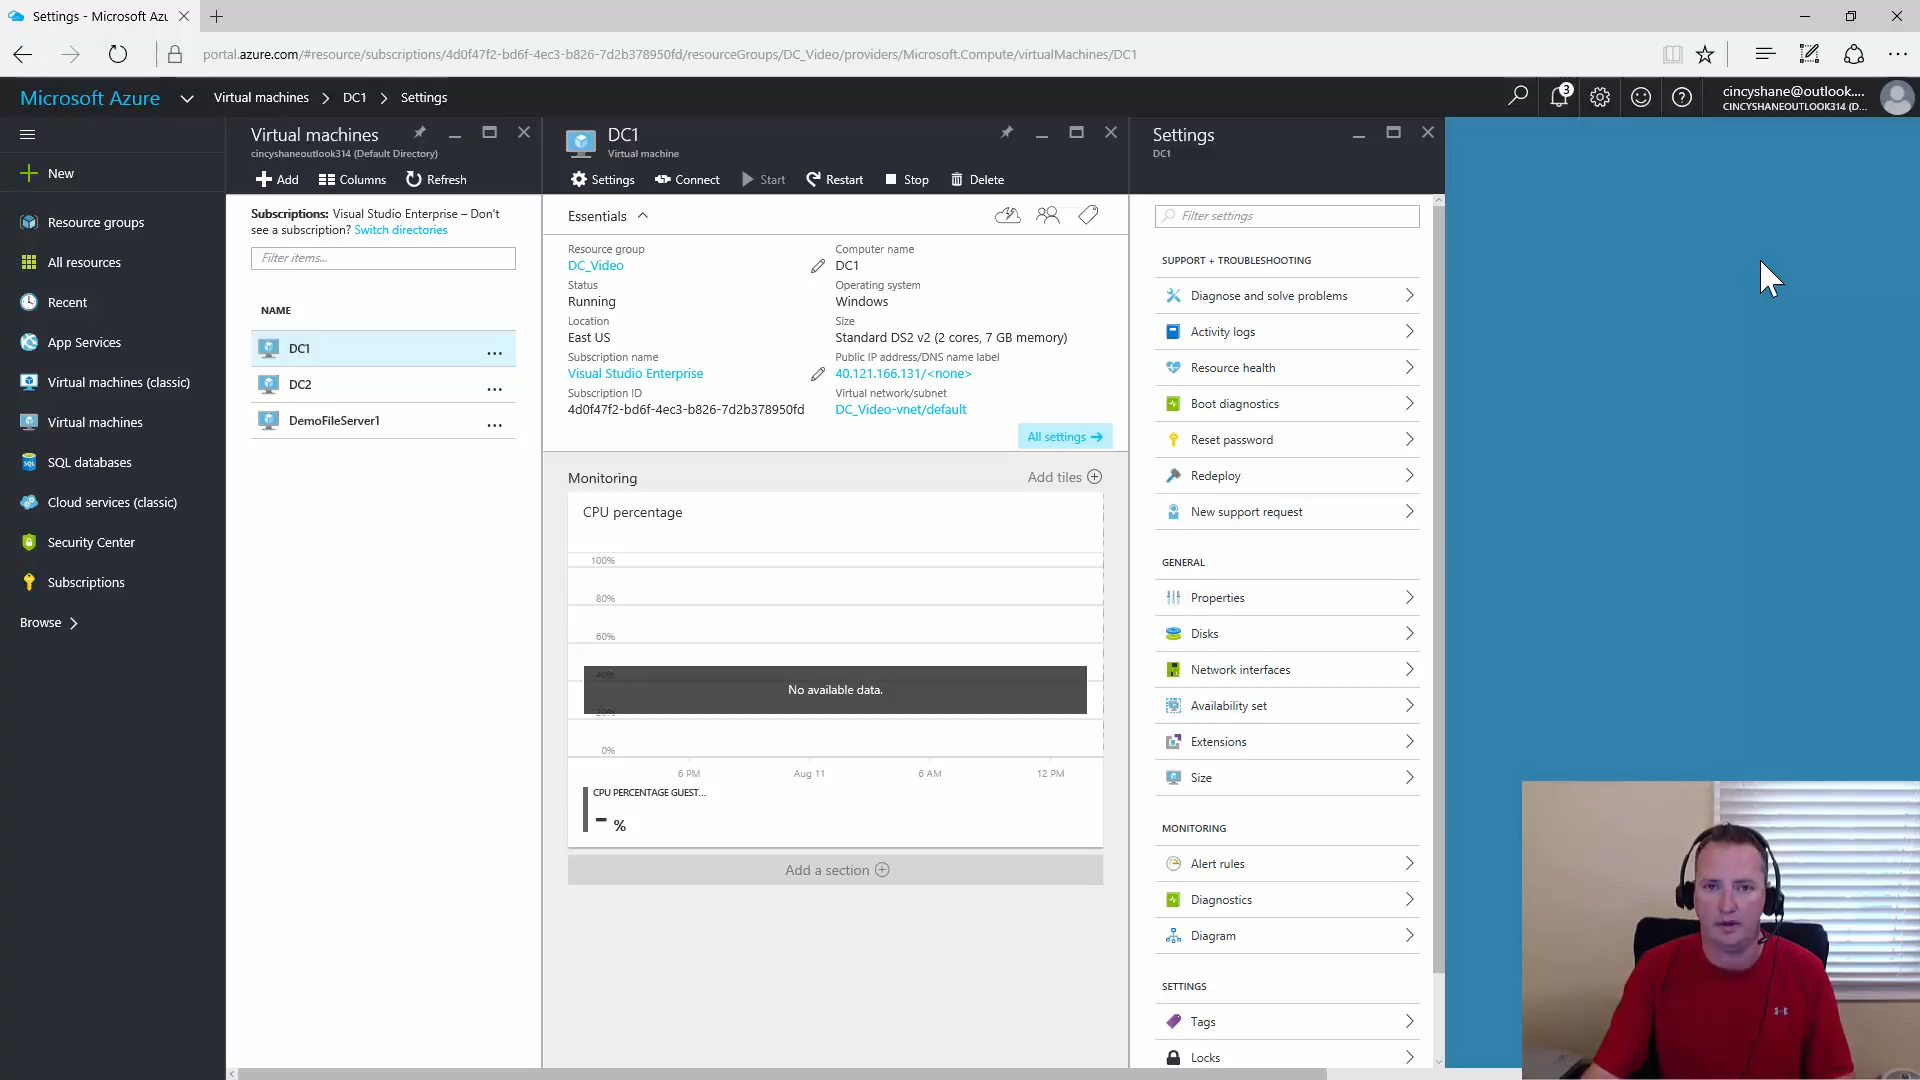 Settings - Microsoft Azu
portal.azure.com/#resource/subscriptions/4d0f47f2-bd6f-4ec3-b826-7d2b378950fd/resourceGroups/DC_Video/providers/Microsoft.Compute/virtualMachines/DC1
Microsoft Azure
Virtual machines > DC1 > Settings
3
cincyshane@outlook....
CINCYSHANEOUTLOOK314 (D...
New
Resource groups
All resources
Recent
App Services
Virtual machines (classic)
Virtual machines
SQL databases
SQL
Cloud services (classic)
Security Center
Subscriptions
Browse >
Virtual machines
cincyshaneoutlook314 (Default Directory)
Add
Columns
Refresh
Subscriptions: Visual Studio Enterprise – Don't
see a subscription? Switch directories
Filter items...
NAME
DC1 ...
DC2 ...
DemoFileServer1 ...
DC1
Virtual machine
Settings
Connect
Start
Restart
Stop
Delete
Essentials
Resource group
DC_Video
Status
Running
Location
East US
Subscription name
Visual Studio Enterprise
Subscription ID
4d0f47f2-bd6f-4ec3-b826-7d2b378950fd
Computer name
DC1
Operating system
Windows
Size
Standard DS2 v2 (2 cores, 7 GB memory)
Public IP address/DNS name label
40.121.166.131/<none>
Virtual network/subnet
DC_Video-vnet/default
All settings →
Monitoring
Add tiles
CPU percentage
100%
80%
60%
40%
No available data.
20%
0%
6 PM
Aug 11
6 AM
12 PM
CPU PERCENTAGE GUEST...
- %
Add a section
Settings
DC1
Filter settings
SUPPORT + TROUBLESHOOTING
Diagnose and solve problems
Activity logs
Resource health
Boot diagnostics
Reset password
Redeploy
New support request
GENERAL
Properties
Disks
Network interfaces
Availability set
Extensions
Size
MONITORING
Alert rules
Diagnostics
Diagram
SETTINGS
Tags
Locks